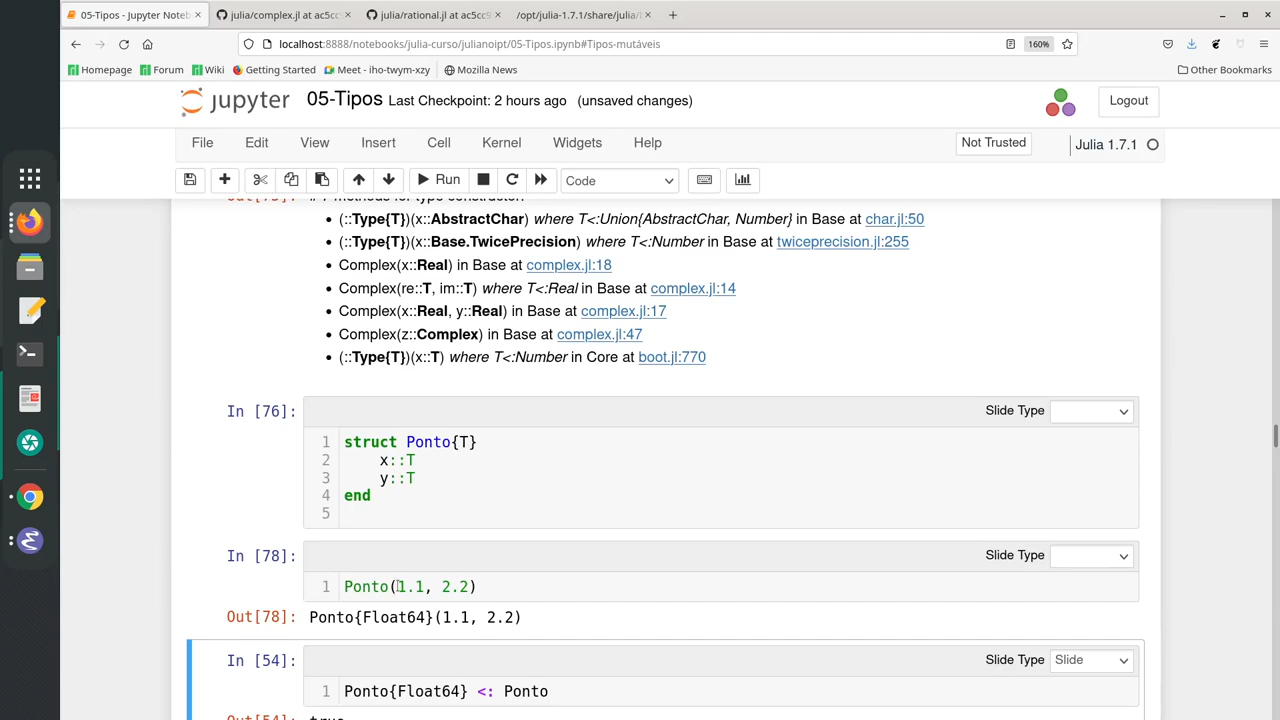 05-Tipos - Jupyter Noteb
julia/complex.jl at ac5cc
julia/rational.jl at ac5cc9
/opt/julia-1.7.1/share/julia/
localhost:8888/notebooks/julia-curso/julianoipt/05-Tipos.ipynb#Tipos-mutáveis
160%
Homepage
Forum
Wiki
Getting Started
Meet - iho-twym-xzy
Mozilla News
Other Bookmarks
jupyter
05-Tipos Last Checkpoint: 2 hours ago (unsaved changes)
Logout
File Edit View Insert Cell Kernel Widgets Help
Not Trusted
Julia 1.7.1
Run
Code
• (::Type{T})(x::AbstractChar) where T<:Union{AbstractChar, Number} in Base at char.jl:50
• (::Type{T})(x::Base.TwicePrecision) where T<:Number in Base at twiceprecision.jl:255
• Complex(x::Real) in Base at complex.jl:18
• Complex(re::T, im::T) where T<:Real in Base at complex.jl:14
• Complex(x::Real, y::Real) in Base at complex.jl:17
• Complex(z::Complex) in Base at complex.jl:47
• (::Type{T})(x::T) where T<:Number in Core at boot.jl:770
In [76]:
Slide Type
1 struct Ponto{T}
2 x::T
3 y::T
4 end
5
In [78]:
Slide Type
1 Ponto(1.1, 2.2)
Out[78]: Ponto{Float64}(1.1, 2.2)
In [54]:
Slide Type Slide
1 Ponto{Float64} <: Ponto
Out[54]: true